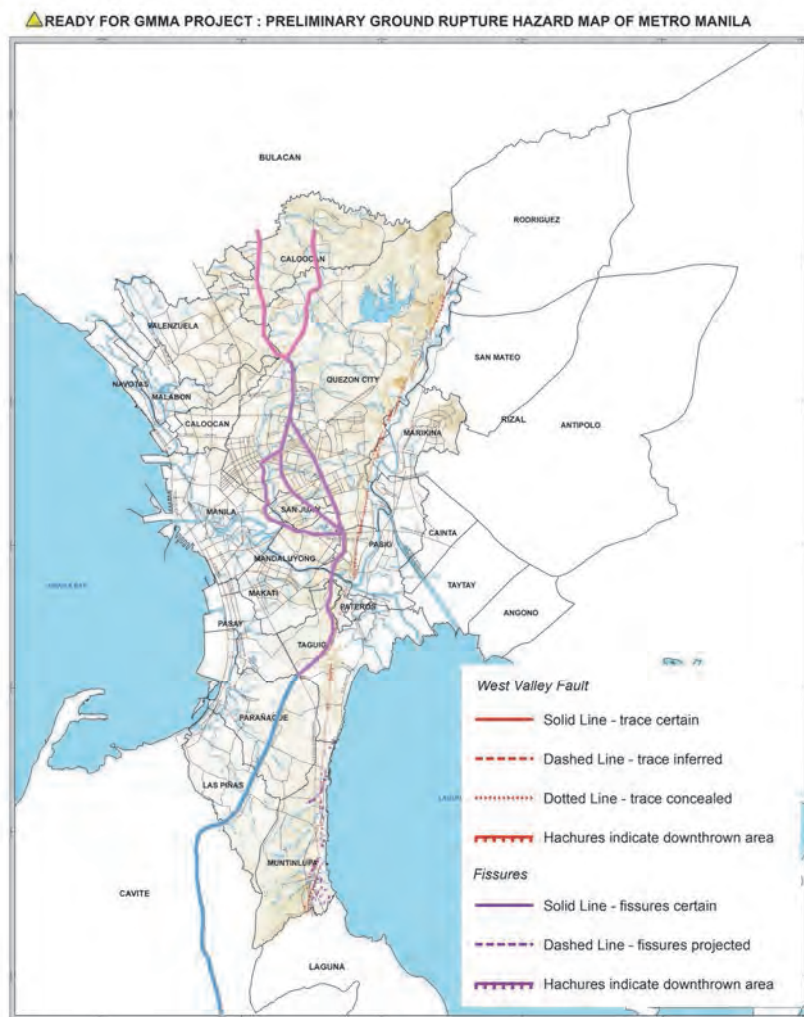 READY FOR GMMA PROJECT : PRELIMINARY GROUND RUPTURE HAZARD MAP OF METRO MANILA
BULACAN
RODRIGUEZ
CALOOCAN
VALENZUELA
SAN MATEO
QUEZON CITY
NAVOTAS
MALABON
RIZAL
CALOOCAN
ANTIPOLO
MARIKINA
MANILA
SAN JUAN
CAINTA
PASIG
MANDALUYONG
TAYTAY
MAKATI
PATEROS
ANGONO
PASAY
TAGUIG
PARAÑAQUE
LAS PIÑAS
MUNTINLUPA
CAVITE
LAGUNA
West Valley Fault
Solid Line - trace certain
Dashed Line - trace inferred
Dotted Line - trace concealed
Hachures indicate downthrown area
Fissures
Solid Line - fissures certain
Dashed Line - fissures projected
Hachures indicate downthrown area